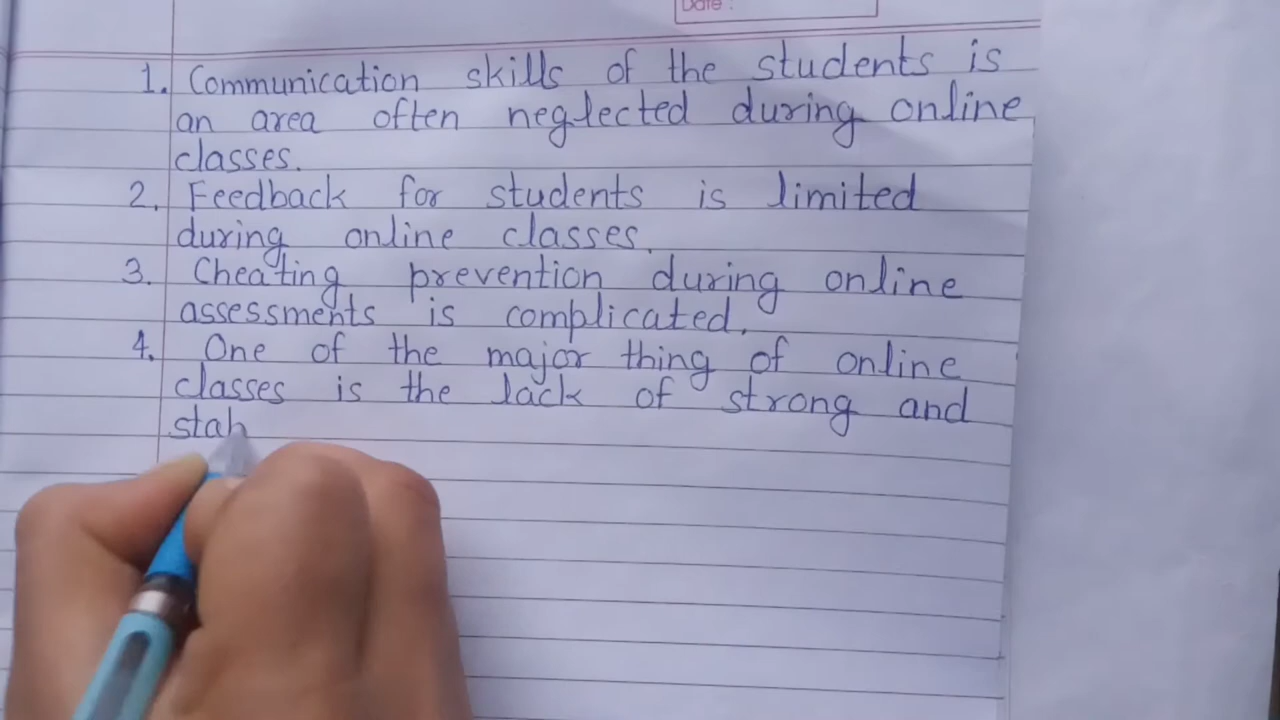 Date :
1. Communication skills of the students is
an area often neglected during online
classes.
2. Feedback for students is limited
during online classes.
3. Cheating prevention during online
assessments is complicated.
4. One of the major thing of online
classes is the lack of strong and
stab